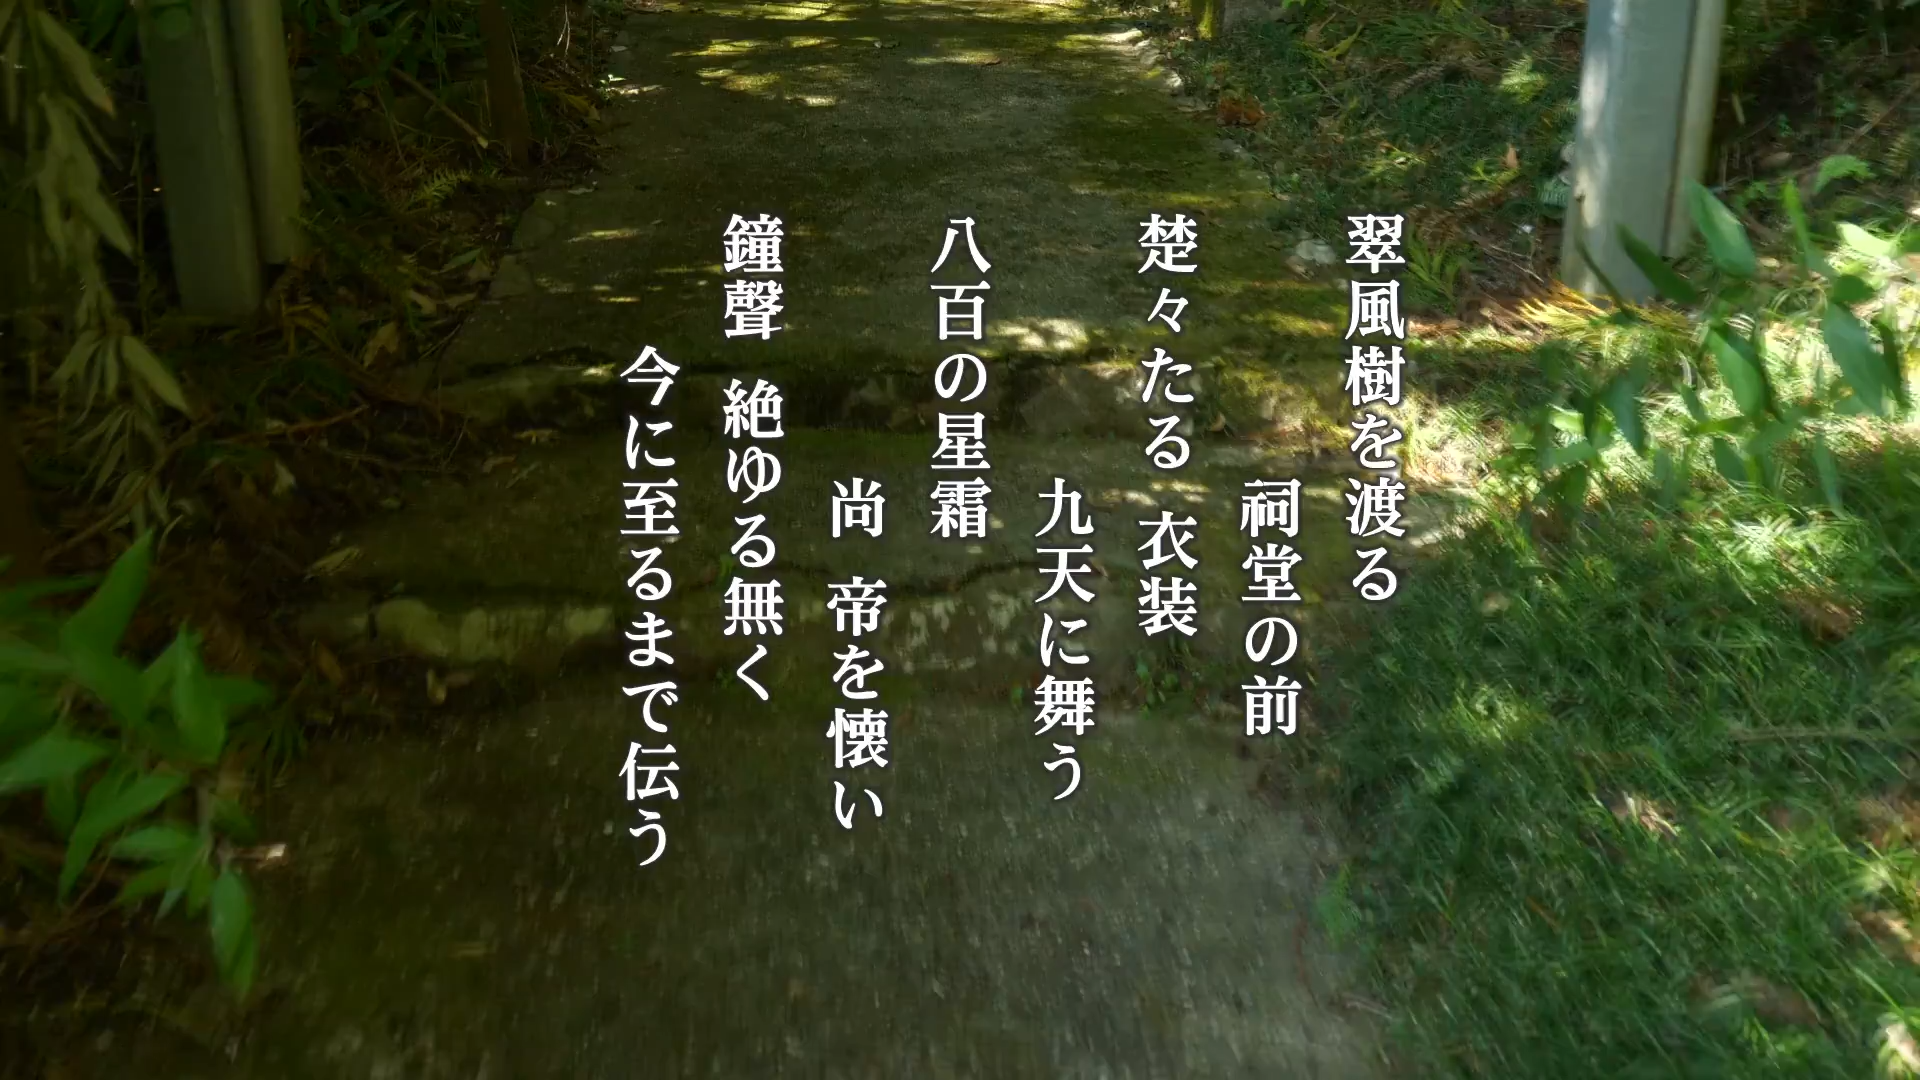 翠風樹を渡る
祠堂の前
楚々たる 衣装
九天に舞う
八百の星霜
尚 帝を懐い
鐘聲 絶ゆる無く
今に至るまで伝う